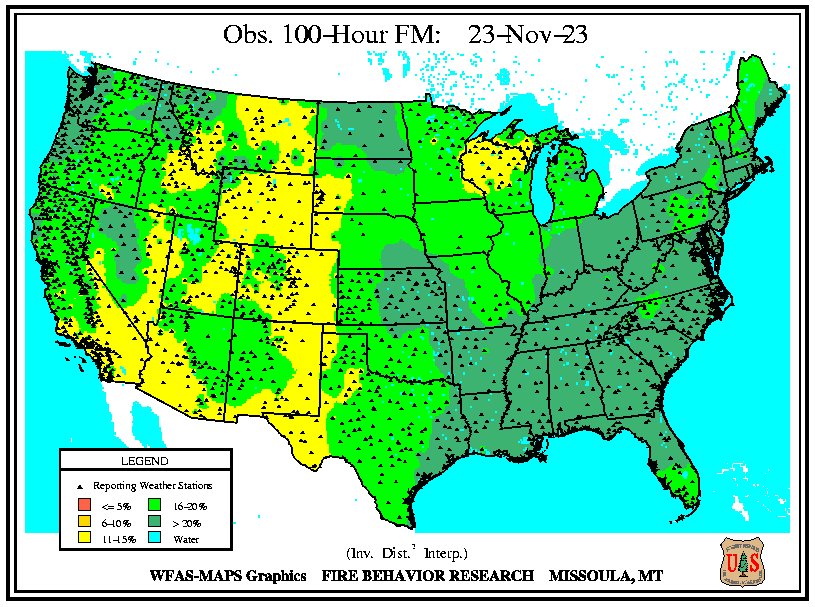 Obs. 100-Hour FM: 23-Nov-23
LEGEND
Reporting Weather Stations
<= 5% 16-20%
6-10% > 20%
11-15% Water
(Inv. Dist.² Interp.)
WFAS-MAPS Graphics FIRE BEHAVIOR RESEARCH MISSOULA, MT
U S